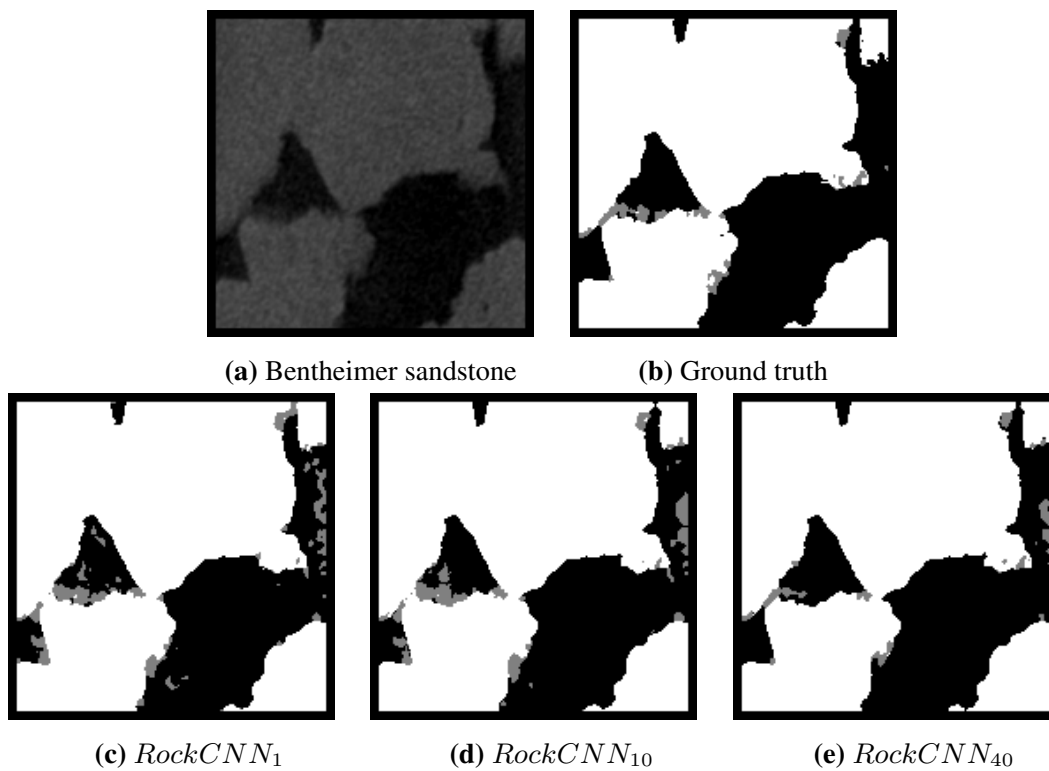 (a) Bentheimer sandstone
(b) Ground truth
(c) RockCNN₁
(d) RockCNN₁₀
(e) RockCNN₄₀